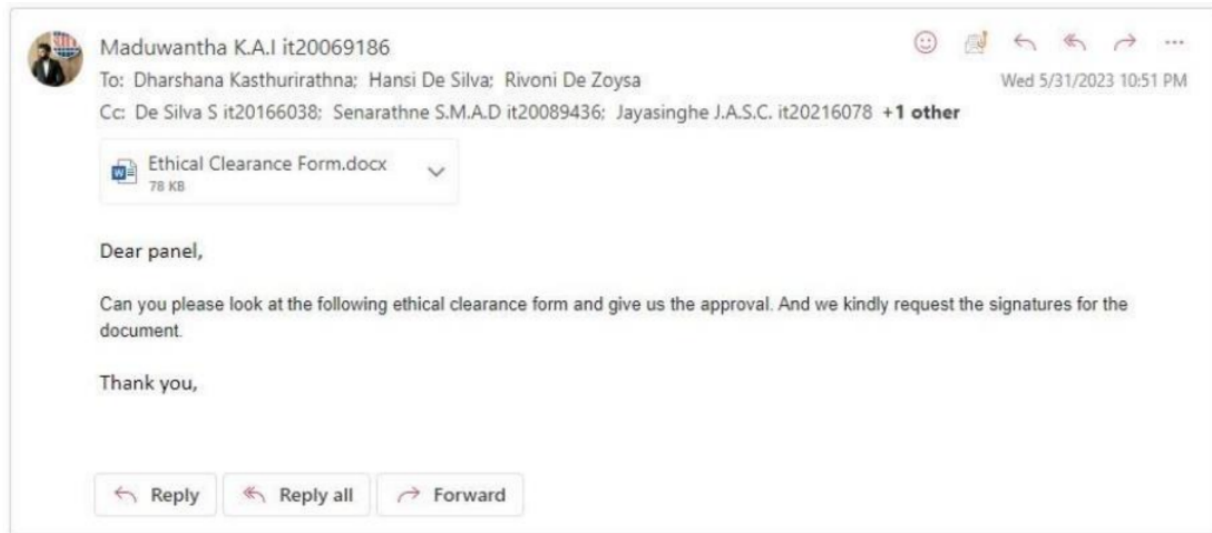 Maduwantha K.A.I it20069186
To: Dharshana Kasthurirathna; Hansi De Silva; Rivoni De Zoysa
Wed 5/31/2023 10:51 PM
Cc: De Silva S it20166038; Senarathne S.M.A.D it20089436; Jayasinghe J.A.S.C. it20216078 +1 other
Ethical Clearance Form.docx
78 KB
Dear panel,
Can you please look at the following ethical clearance form and give us the approval. And we kindly request the signatures for the
document.
Thank you,
Reply
Reply all
Forward